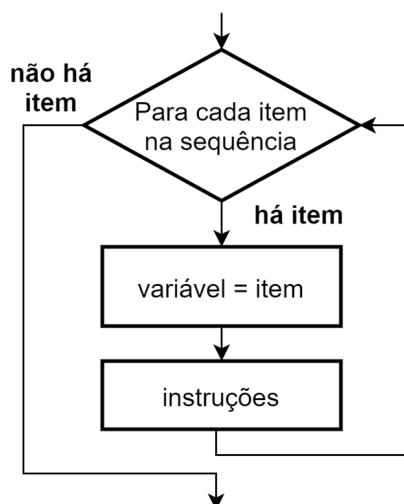 não há
item
Para cada item
na sequência
há item
variável = item
instruções